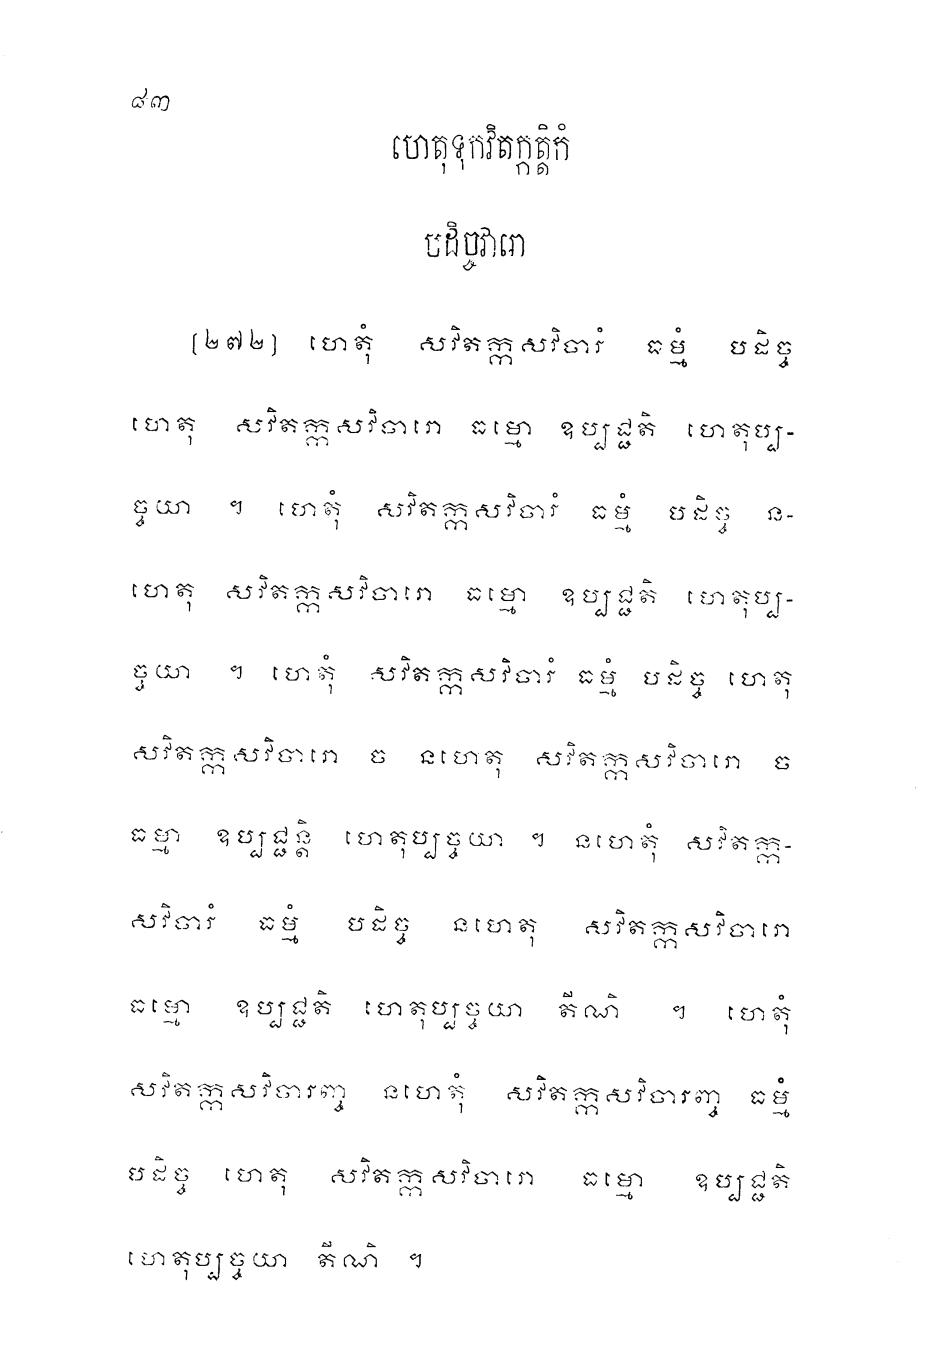 ៨៣
ហេតុទុកវិតក្កត្តិកំ
បដិច្ចវារោ
[២៧២] ហេតុំ សវិតក្កសវិចារំ ធម្មំ បដិច្ច
ហេតុ សវិតក្កសវិចារោ ធម្មោ ឧប្បជ្ជតិ ហេតុប្ប-
ច្ចយា ។ ហេតុំ សវិតក្កសវិចារំ ធម្មំ បដិច្ច ន-
ហេតុ សវិតក្កសវិចារោ ធម្មោ ឧប្បជ្ជតិ ហេតុប្ប-
ច្ចយា ។ ហេតុំ សវិតក្កសវិចារំ ធម្មំ បដិច្ច ហេតុ
សវិតក្កសវិចារោ ច នហេតុ សវិតក្កសវិចារោ ច
ធម្មា ឧប្បជ្ជន្តិ ហេតុប្បច្ចយា ។ នហេតុំ សវិតក្ក-
សវិចារំ ធម្មំ បដិច្ច នហេតុ សវិតក្កសវិចារោ
ធម្មោ ឧប្បជ្ជតិ ហេតុប្បច្ចយា តីណិ ។ ហេតុំ
សវិតក្កសវិចារញ្ច នហេតុំ សវិតក្កសវិចារញ្ច ធម្មំ
បដិច្ច ហេតុ សវិតក្កសវិចារោ ធម្មោ ឧប្បជ្ជតិ
ហេតុប្បច្ចយា តីណិ ។